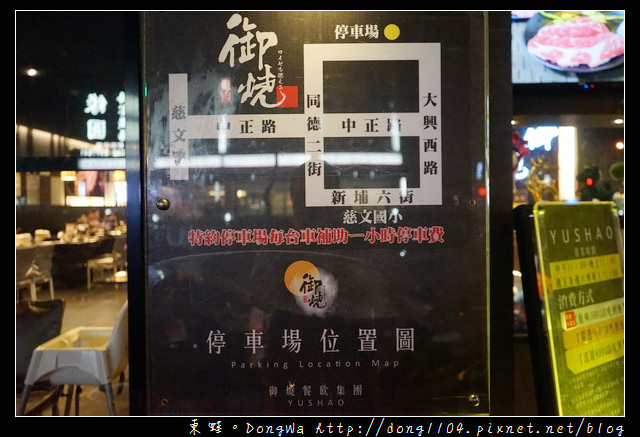 停車場
御燒
慈文路
中正路
同德二街
中正路
大興西路
新埔六街
慈文國小
特約停車場每台車補助一小時停車費
御燒
停車場位置圖
Parking Location Map
御燒餐飲集團
YUSHAO
YUSHAO
消費方式
東蛙。DongWa http://dong1104.pixnet.net/blog